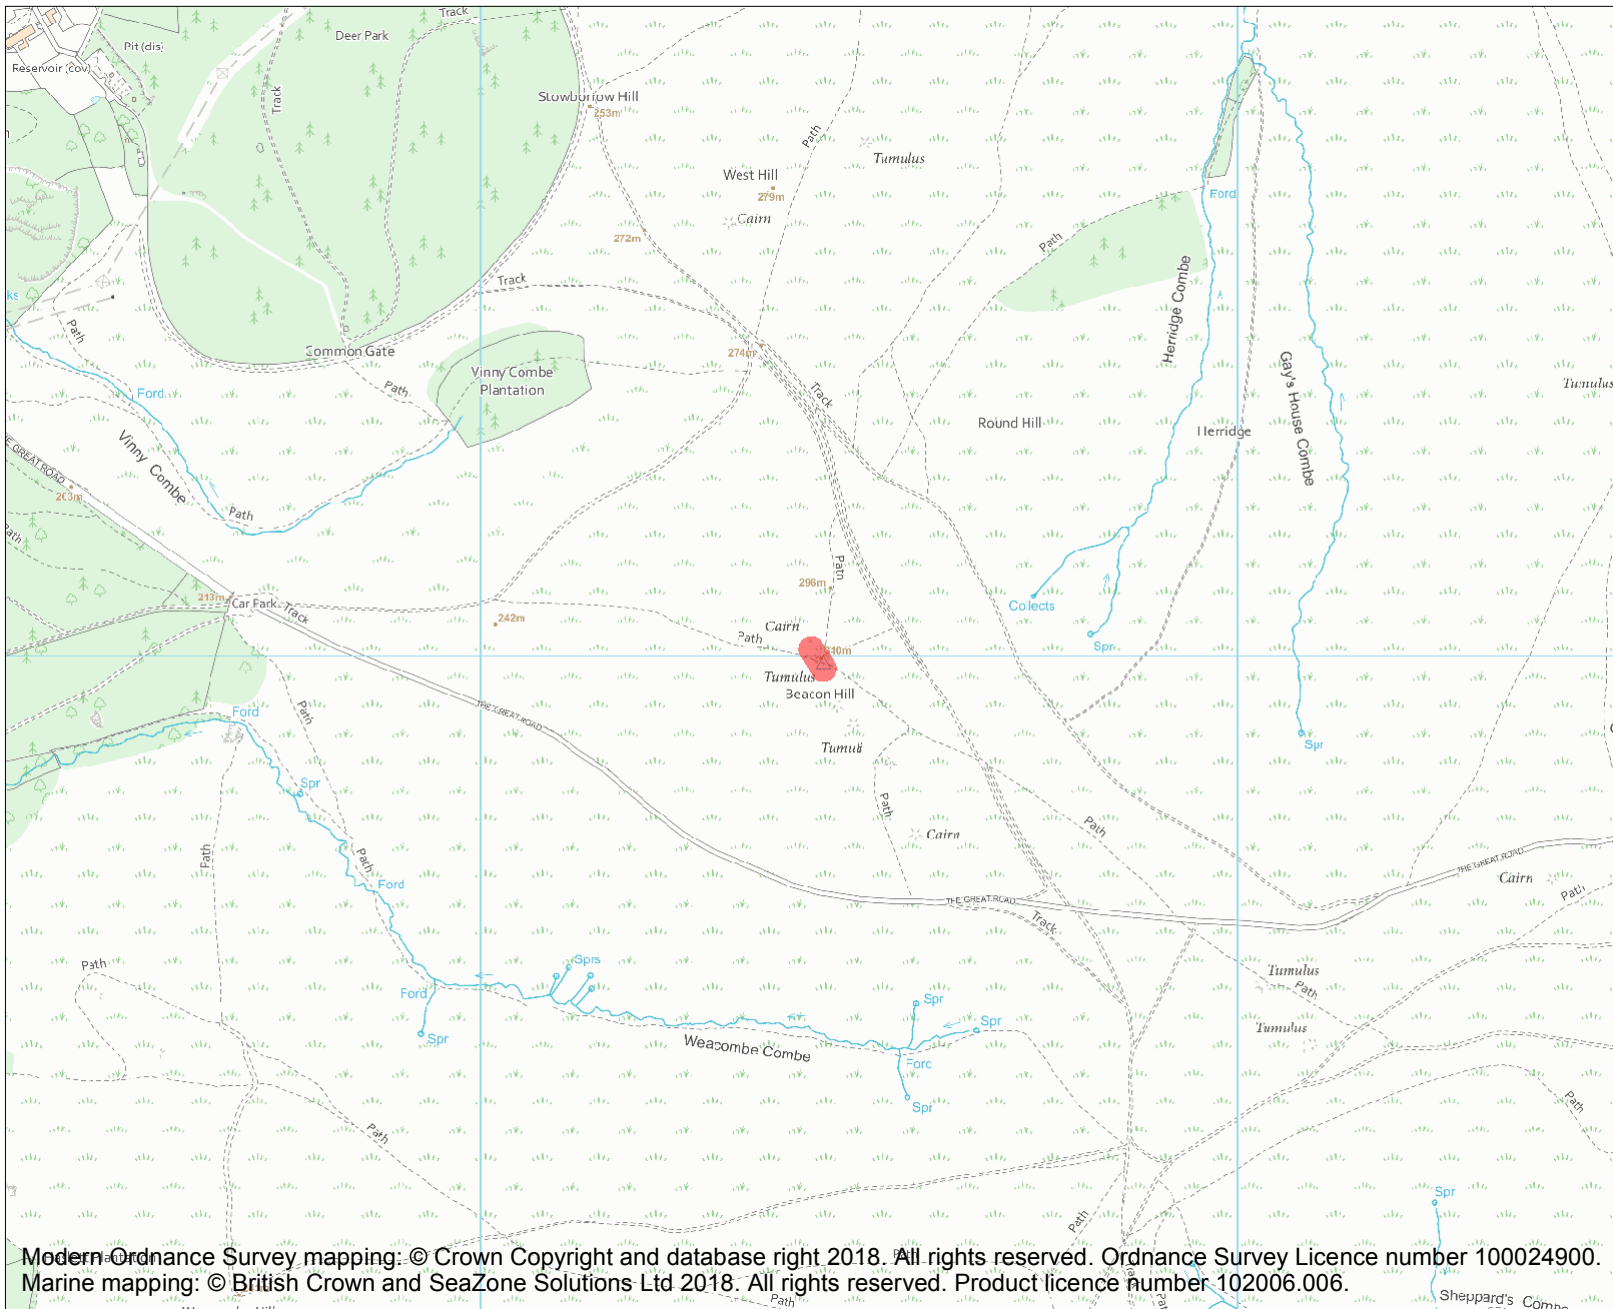 Track
Pit (dis)
Deer Park
Reservoir (cov)
Track
Stowborrow Hill
253m
Path
Tumulus
West Hill
279m
Cairn
Ford
272m
Path
Track
ks
Path
Herridge Combe
Common Gate
274m
Vinny Combe
Plantation
Path
Ford
Track
Tumulus
Gay's House Combe
Round Hill
Herridge
Vinny Combe
THE GREAT ROAD
203m
Path
Path
Path
296m
213m
Car Park
Track
242m
Collects
Cairn
Path
310m
Spr
Tumulus
Beacon Hill
Ford
Path
THE GREAT ROAD
Tumuli
Spr
Spr
Path
Path
Cairn
Path
Path
Ford
THE GREAT ROAD
Cairn
Path
THE GREAT ROAD
Track
Path
Sprs
Tumulus
Path
Ford
Spr
Spr
Tumulus
Spr
Weacombe Combe
Ford
Spr
Path
Path
Spr
Path
Modern Ordnance Survey mapping: © Crown Copyright and database right 2018. All rights reserved. Ordnance Survey Licence number 100024900.
Marine mapping: © British Crown and SeaZone Solutions Ltd 2018. All rights reserved. Product licence number 102006.006.
Path
Sheppard's Combe